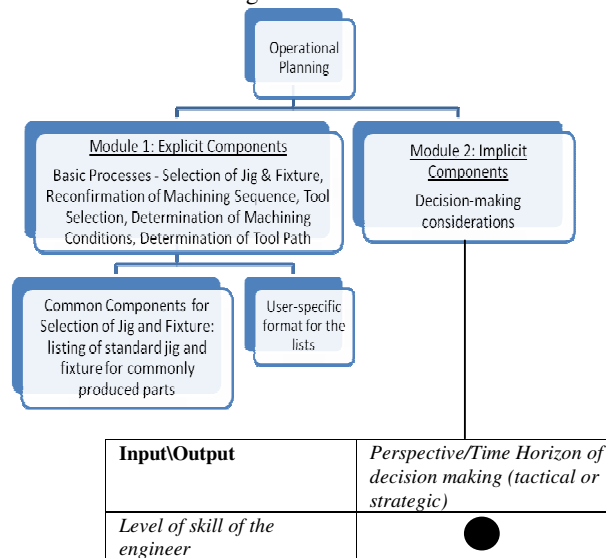 Operational
Planning
Module 1: Explicit Components
Basic Processes - Selection of Jig & Fixture,
Reconfirmation of Machining Sequence, Tool
Selection, Determination of Machining
Conditions, Determination of Tool Path
Module 2: Implicit
Components
Decision-making
considerations
Common Components for
Selection of Jig and Fixture:
listing of standard jig and
fixture for commonly
produced parts
User-specific
format for the
lists
Input\Output
Perspective/Time Horizon of
decision making (tactical or
strategic)
Level of skill of the
engineer